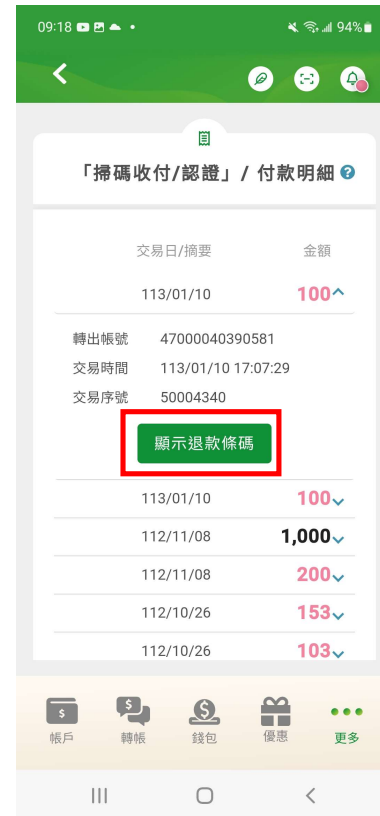 09:18 94%
「掃碼收付/認證」/ 付款明細 ?
交易日/摘要 金額
113/01/10 100
轉出帳號 47000040390581
交易時間 113/01/10 17:07:29
交易序號 50004340
顯示退款條碼
113/01/10 100
112/11/08 1,000
112/11/08 200
112/10/26 153
112/10/26 103
帳戶 轉帳 錢包 優惠 更多